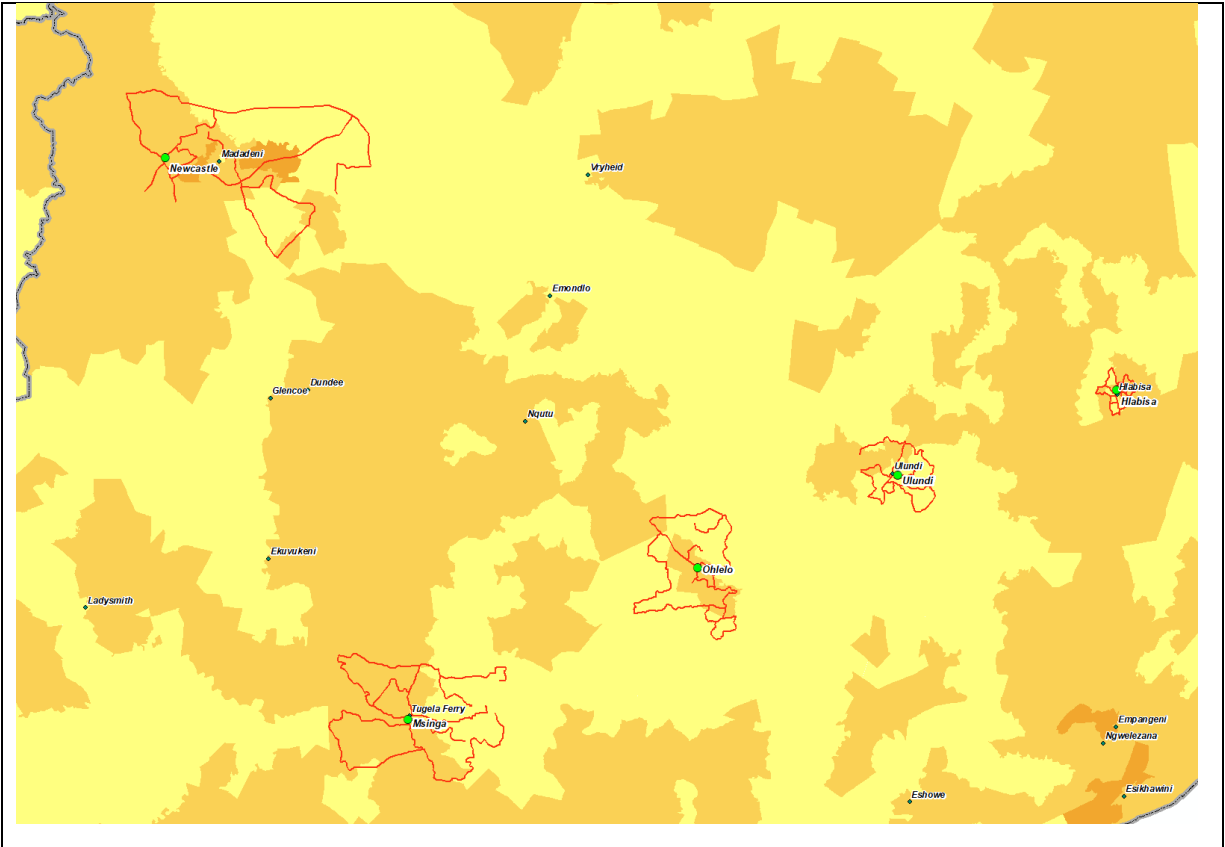 Madadeni
Newcastle
Vryheid
Emondlo
Dundee
Glencoe
Hlabisa
Hlabisa
Nqutu
Ulundi
Ulundi
Ekuvukeni
Ohlelo
Ladysmith
Tugela Ferry
Msinga
Empangeni
Ngwelezana
Esikhawini
Eshowe